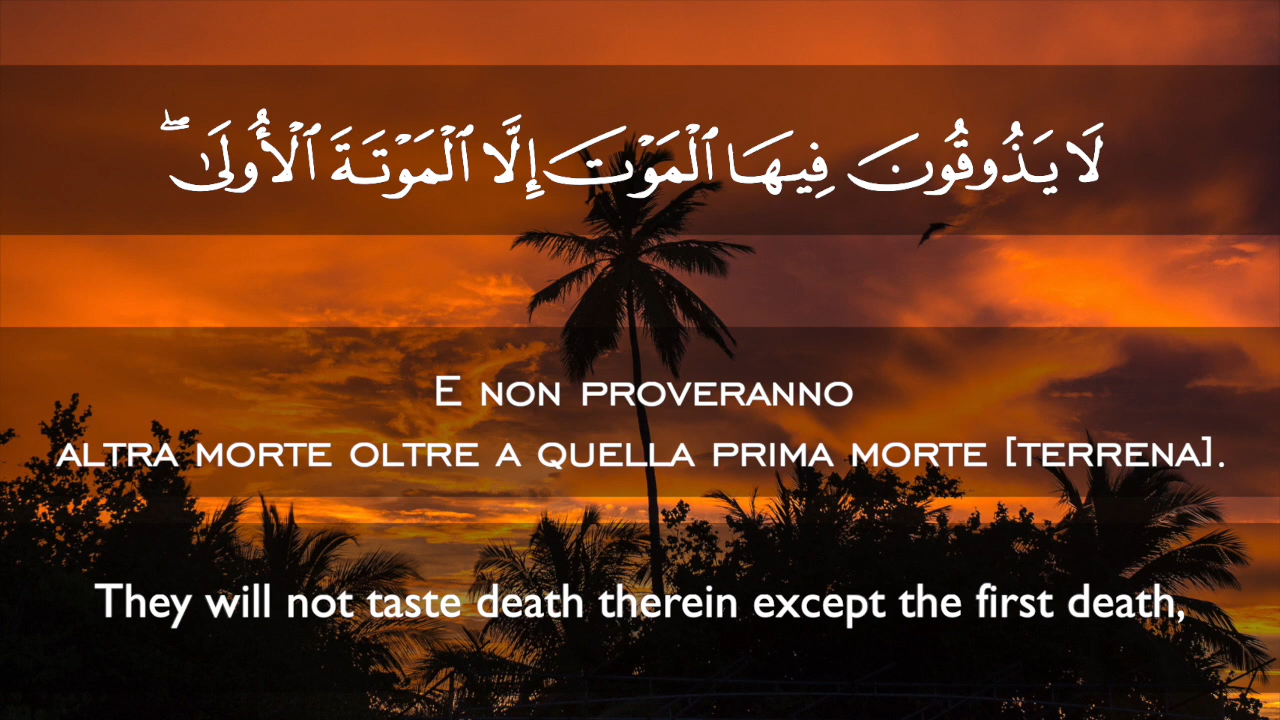 لَا يَذُوقُونَ فِيهَا ٱلْمَوْتَ إِلَّا ٱلْمَوْتَةَ ٱلْأُولَىٰ ۖ
E NON PROVERANNO
ALTRA MORTE OLTRE A QUELLA PRIMA MORTE [TERRENA].
They will not taste death therein except the first death,